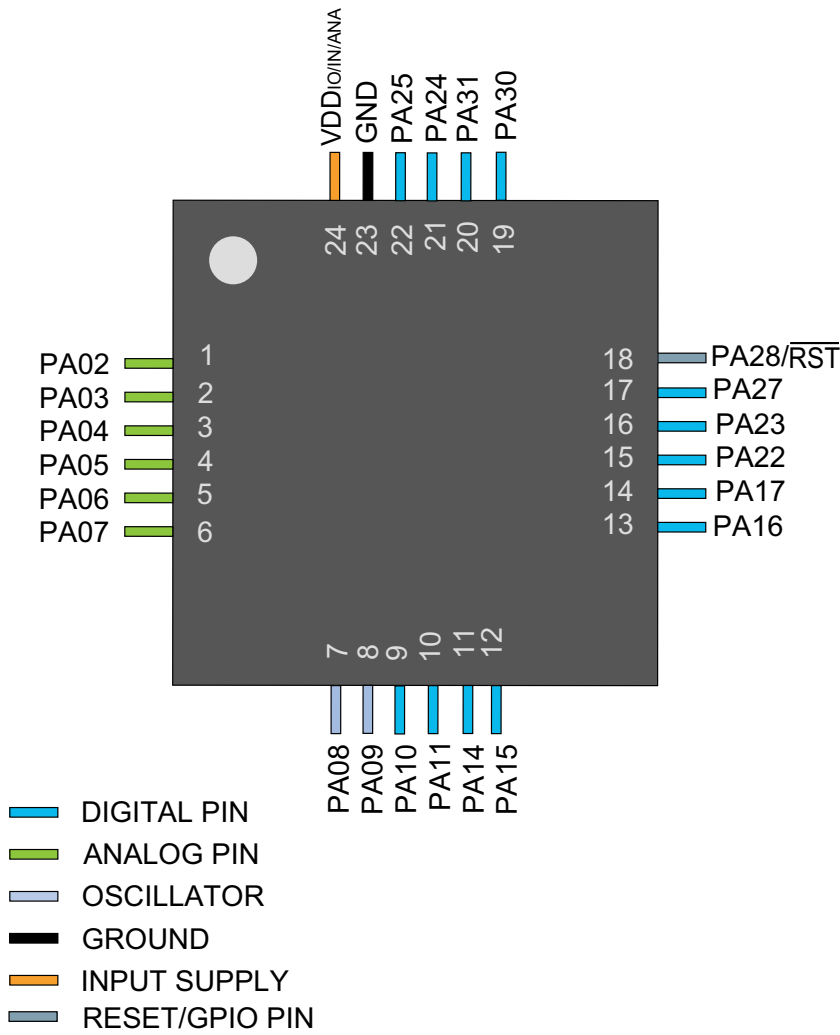 VDDIO/IN/ANA
GND
PA25
PA24
PA31
PA30
24
23
22
21
20
19
PA02 1
PA03 2
PA04 3
PA05 4
PA06 5
PA07 6
18 PA28/RST
17 PA27
16 PA23
15 PA22
14 PA17
13 PA16
7
8
9
10
11
12
PA08
PA09
PA10
PA11
PA14
PA15
DIGITAL PIN
ANALOG PIN
OSCILLATOR
GROUND
INPUT SUPPLY
RESET/GPIO PIN